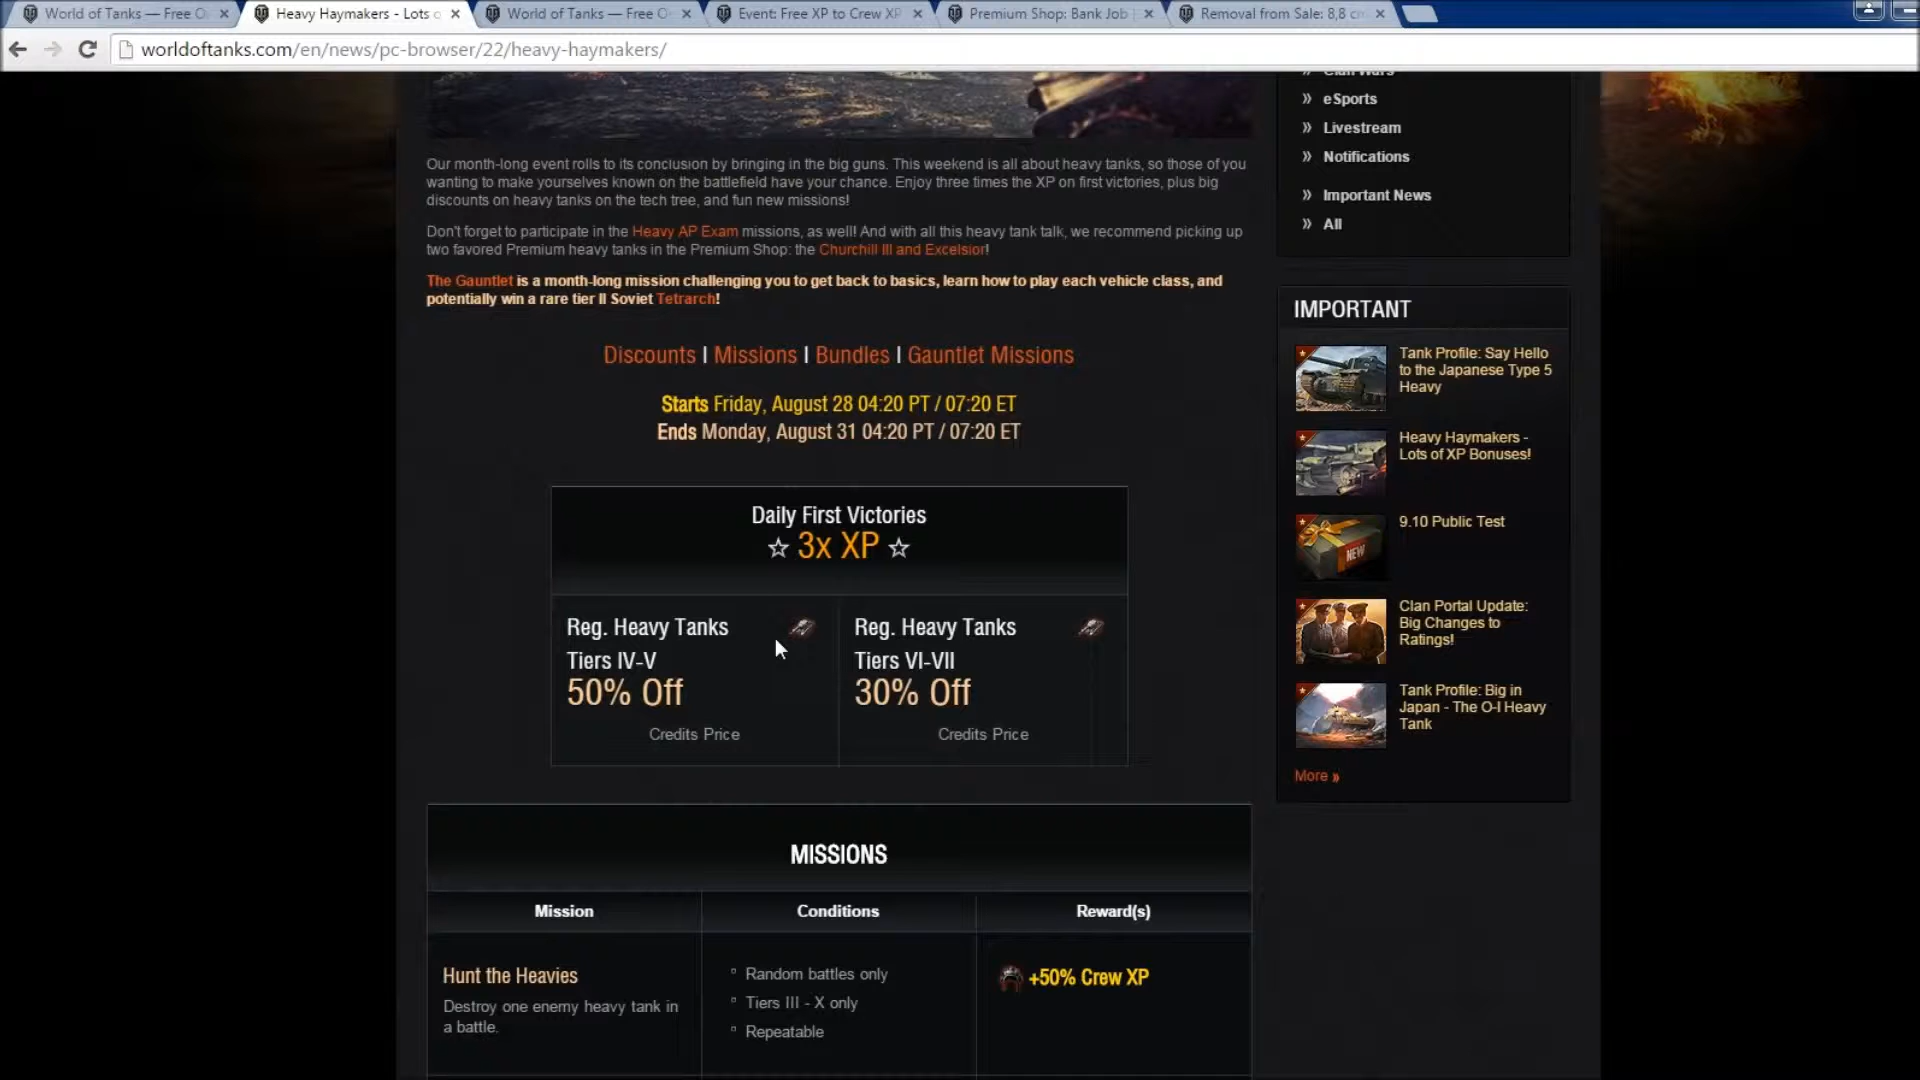 World of Tanks — Free O
Heavy Haymakers - Lots o
World of Tanks — Free O
Event: Free XP to Crew XP
Premium Shop: Bank Job
Removal from Sale: 8,8 cm
worldoftanks.com/en/news/pc-browser/22/heavy-haymakers/
Clan Wars
eSports
Livestream
Notifications
Important News
All
Our month-long event rolls to its conclusion by bringing in the big guns. This weekend is all about heavy tanks, so those of you
wanting to make yourselves known on the battlefield have your chance. Enjoy three times the XP on first victories, plus big
discounts on heavy tanks on the tech tree, and fun new missions!
Don't forget to participate in the Heavy AP Exam missions, as well! And with all this heavy tank talk, we recommend picking up
two favored Premium heavy tanks in the Premium Shop: the Churchill III and Excelsior!
The Gauntlet is a month-long mission challenging you to get back to basics, learn how to play each vehicle class, and
potentially win a rare tier II Soviet Tetrarch!
Discounts | Missions | Bundles | Gauntlet Missions
Starts Friday, August 28 04:20 PT / 07:20 ET
Ends Monday, August 31 04:20 PT / 07:20 ET
Daily First Victories
☆ 3x XP ☆
Reg. Heavy Tanks
Tiers IV-V
50% Off
Credits Price
Reg. Heavy Tanks
Tiers VI-VII
30% Off
Credits Price
MISSIONS
Mission
Conditions
Reward(s)
Hunt the Heavies
Destroy one enemy heavy tank in
a battle.
Random battles only
Tiers III - X only
Repeatable
+50% Crew XP
IMPORTANT
Tank Profile: Say Hello
to the Japanese Type 5
Heavy
Heavy Haymakers -
Lots of XP Bonuses!
NEW
9.10 Public Test
Clan Portal Update:
Big Changes to
Ratings!
Tank Profile: Big in
Japan - The O-I Heavy
Tank
More »